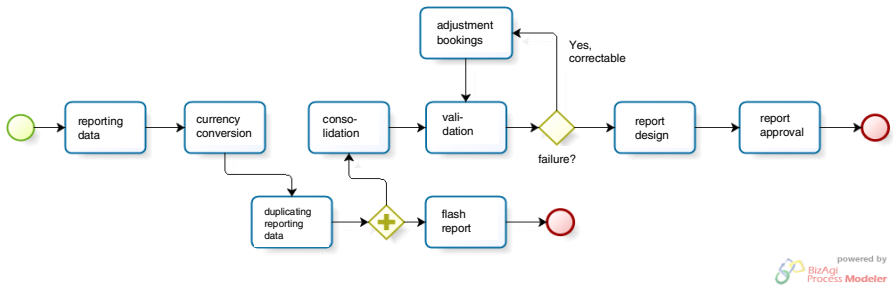 adjustment
bookings
Yes,
correctable
reporting
data
currency
conversion
conso-
lidation
vali-
dation
failure?
report
design
report
approval
duplicating
reporting
data
flash
report
powered by
BizAgi
Process Modeler